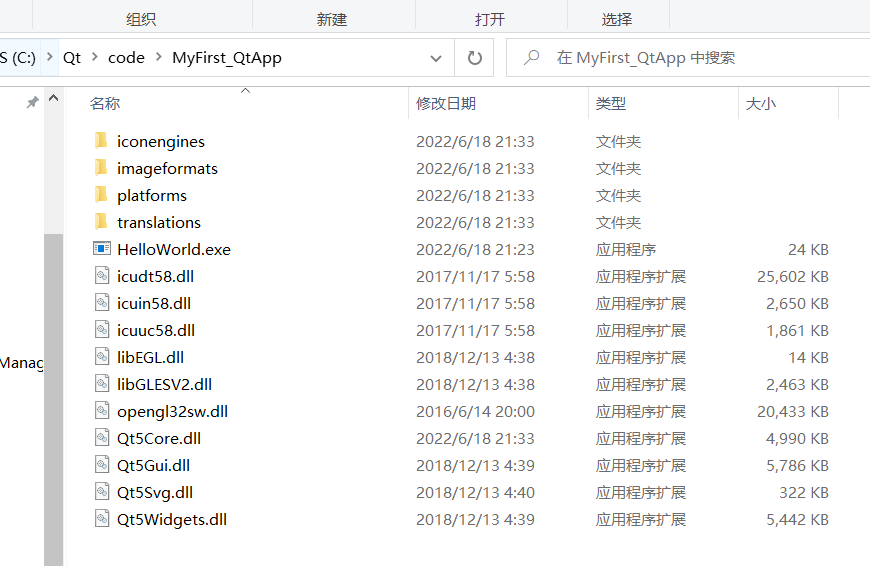 组织 新建 打开 选择
S (C:) > Qt > code > MyFirst_QtApp 在 MyFirst_QtApp 中搜索
名称 修改日期 类型 大小
iconengines 2022/6/18 21:33 文件夹
imageformats 2022/6/18 21:33 文件夹
platforms 2022/6/18 21:33 文件夹
translations 2022/6/18 21:33 文件夹
HelloWorld.exe 2022/6/18 21:23 应用程序 24 KB
icudt58.dll 2017/11/17 5:58 应用程序扩展 25,602 KB
icuin58.dll 2017/11/17 5:58 应用程序扩展 2,650 KB
icuuc58.dll 2017/11/17 5:58 应用程序扩展 1,861 KB
Manag
libEGL.dll 2018/12/13 4:38 应用程序扩展 14 KB
libGLESV2.dll 2018/12/13 4:38 应用程序扩展 2,463 KB
opengl32sw.dll 2016/6/14 20:00 应用程序扩展 20,433 KB
Qt5Core.dll 2022/6/18 21:33 应用程序扩展 4,990 KB
Qt5Gui.dll 2018/12/13 4:39 应用程序扩展 5,786 KB
Qt5Svg.dll 2018/12/13 4:40 应用程序扩展 322 KB
Qt5Widgets.dll 2018/12/13 4:39 应用程序扩展 5,442 KB